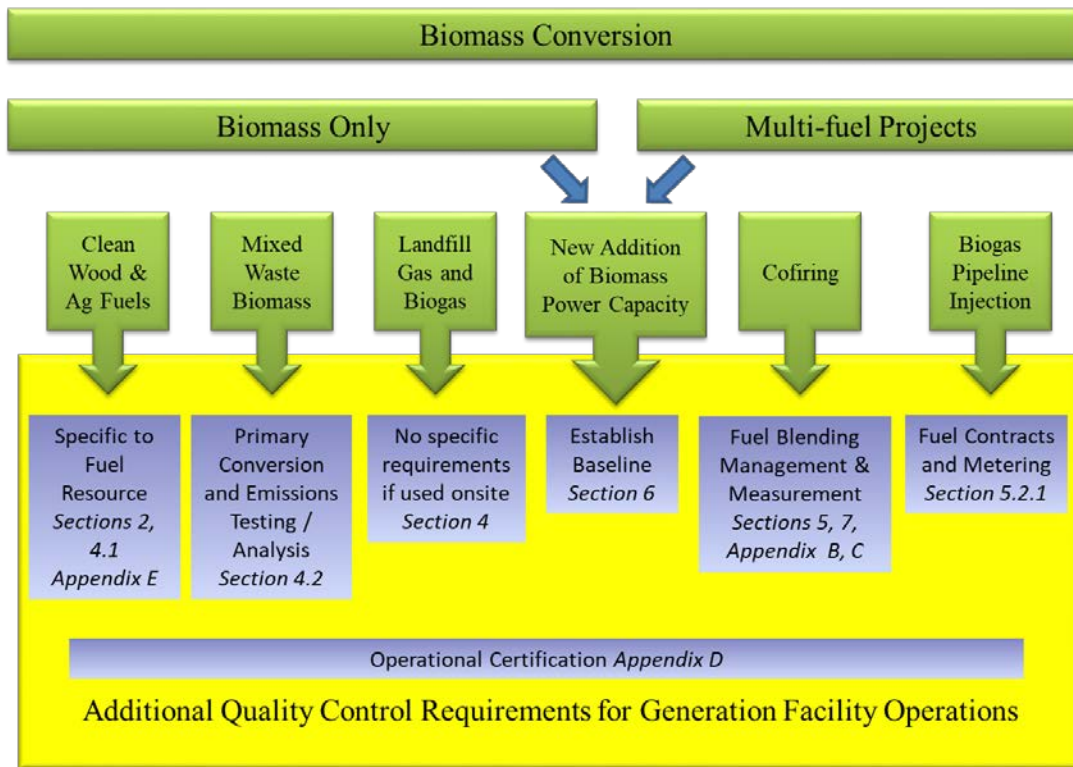 Biomass Conversion
Biomass Only
Multi-fuel Projects
Clean
Wood &
Ag Fuels
Mixed
Waste
Biomass
Landfill
Gas and
Biogas
New Addition
of Biomass
Power Capacity
Cofiring
Biogas
Pipeline
Injection
Specific to
Fuel
Resource
Sections 2,
4.1
Appendix E
Primary
Conversion
and Emissions
Testing /
Analysis
Section 4.2
No specific
requirements
if used onsite
Section 4
Establish
Baseline
Section 6
Fuel Blending
Management &
Measurement
Sections 5, 7,
Appendix B, C
Fuel Contracts
and Metering
Section 5.2.1
Operational Certification Appendix D
Additional Quality Control Requirements for Generation Facility Operations